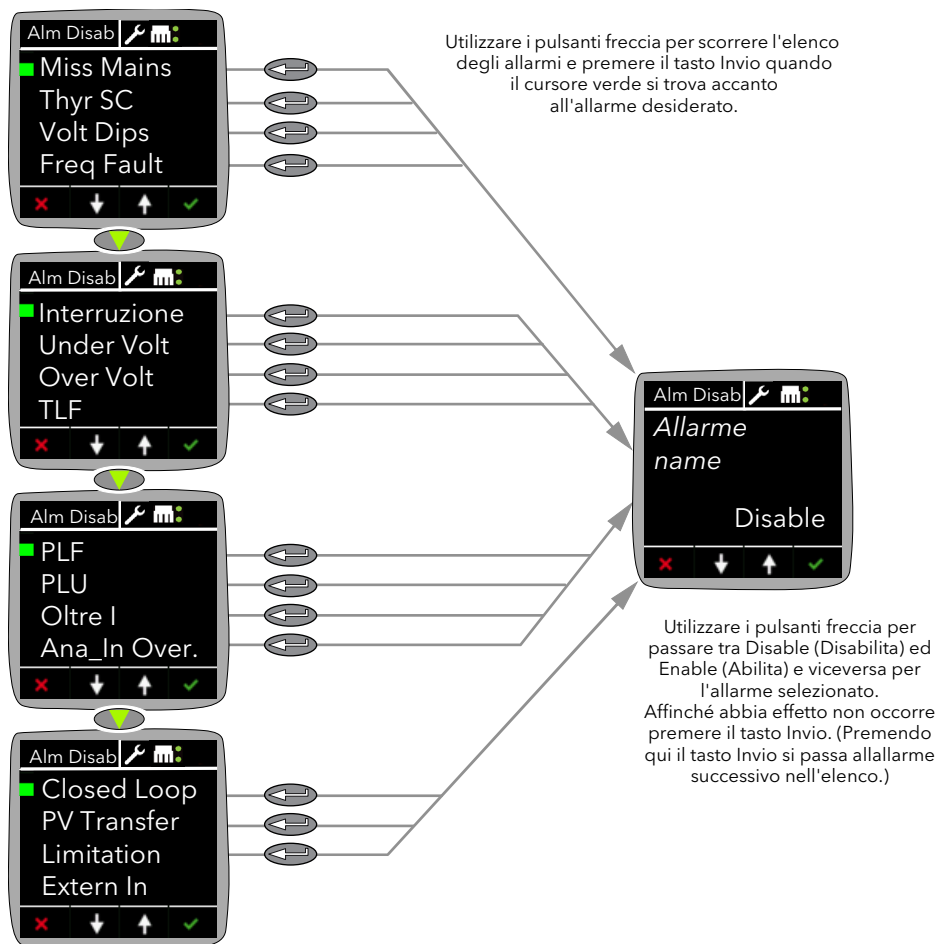 Alm Disab
Miss Mains
Thyr SC
Volt Dips
Freq Fault
Utilizzare i pulsanti freccia per scorrere l'elenco
degli allarmi e premere il tasto Invio quando
il cursore verde si trova accanto
all'allarme desiderato.
Alm Disab
Interruzione
Under Volt
Over Volt
TLF
Alm Disab
Allarme
name
Disable
Alm Disab
PLF
PLU
Oltre I
Ana_In Over.
Utilizzare i pulsanti freccia per
passare tra Disable (Disabilita) ed
Enable (Abilita) e viceversa per
l'allarme selezionato.
Affinché abbia effetto non occorre
premere il tasto Invio. (Premendo
qui il tasto Invio si passa allallarme
successivo nell'elenco.)
Alm Disab
Closed Loop
PV Transfer
Limitation
Extern In